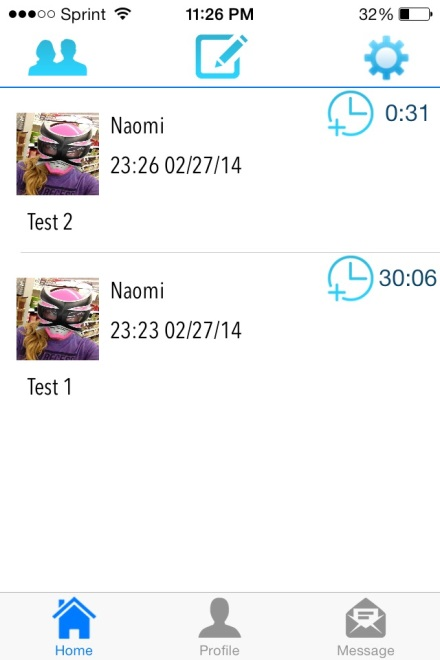 Sprint 11:26 PM 32%
Naomi 0:31
23:26 02/27/14
Test 2
Naomi 30:06
23:23 02/27/14
Test 1
Home Profile Message